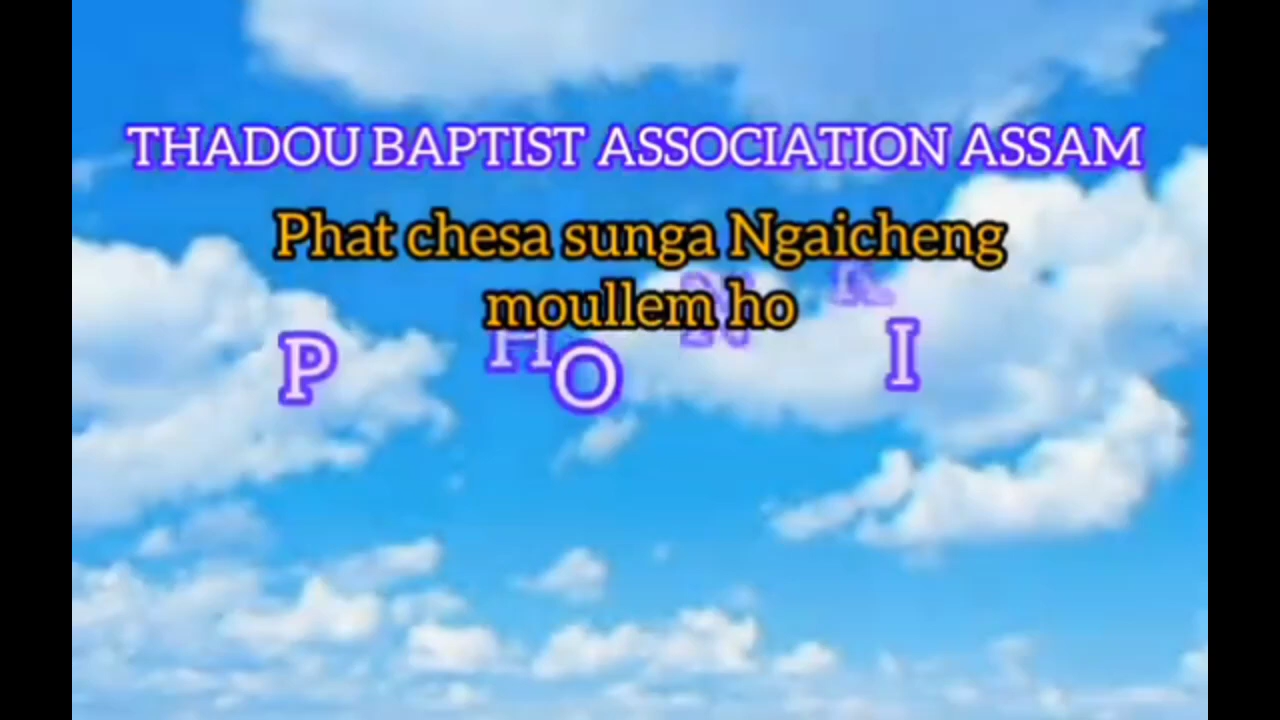 THADOU BAPTIST ASSOCIATION ASSAM
Phat chesa sunga Ngaicheng
moullem ho
P H O N K I